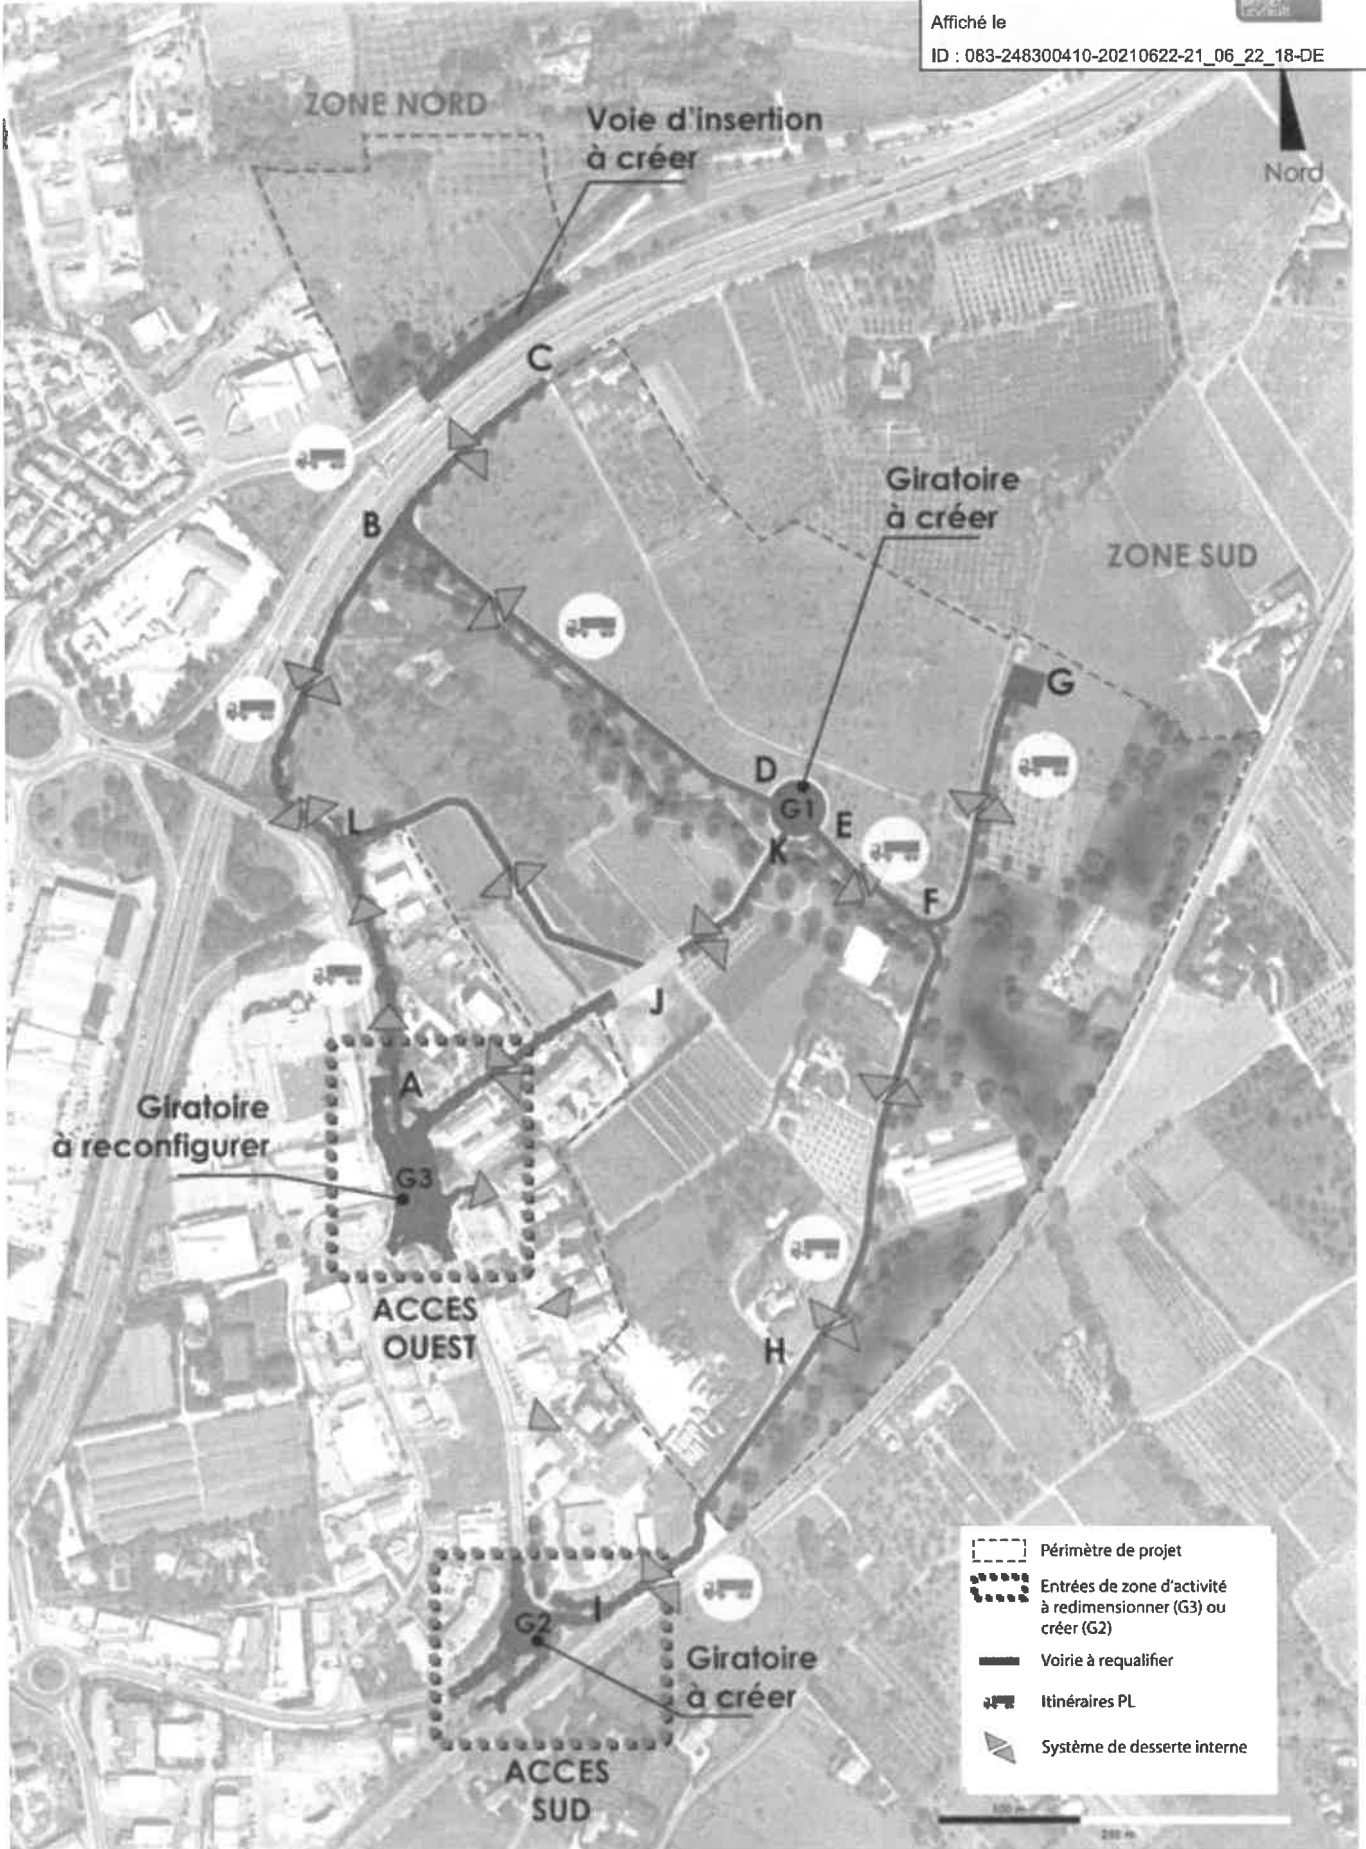 Affiché le
ID : 083-248300410-20210622-21_06_22_18-DE
ZONE NORD
Voie d'insertion
à créer
Nord
C
Giratoire
à créer
B
ZONE SUD
G
D
G1
E
L
K
F
J
A
Giratoire
à reconfigurer
G3
ACCES
OUEST
H
I
G2
Giratoire
à créer
ACCES
SUD
Périmètre de projet
Entrées de zone d'activité
à redimensionner (G3) ou
créer (G2)
Voirie à requalifier
Itinéraires PL
Système de desserte interne
100 m